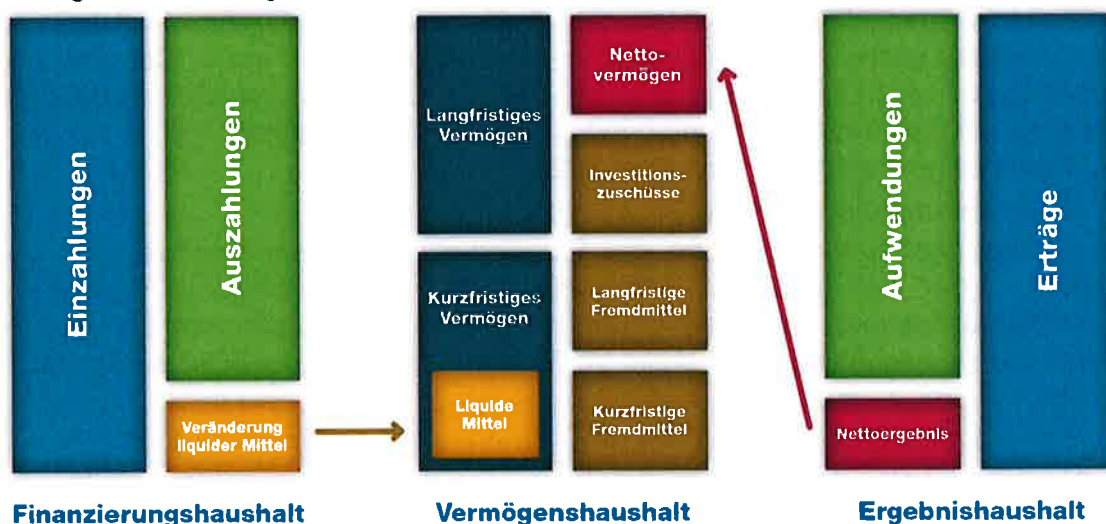 Einzahlungen
Auszahlungen
Veränderung
liquider Mittel
Finanzierungshaushalt
Langfristiges
Vermögen
Kurzfristiges
Vermögen
Liquide
Mittel
Netto-
vermögen
Investitions-
zuschüsse
Langfristige
Fremdmittel
Kurzfristige
Fremdmittel
Vermögenshaushalt
Aufwendungen
Nettoergebnis
Erträge
Ergebnishaushalt